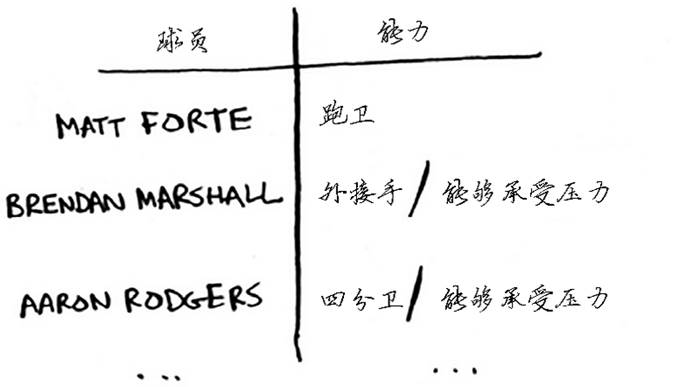 球员 能力
MATT FORTE 跑卫
BRENDAN MARSHALL 外接手 / 能够承受压力
AARON RODGERS 四分卫 / 能够承受压力
... ...